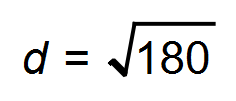 d = √180